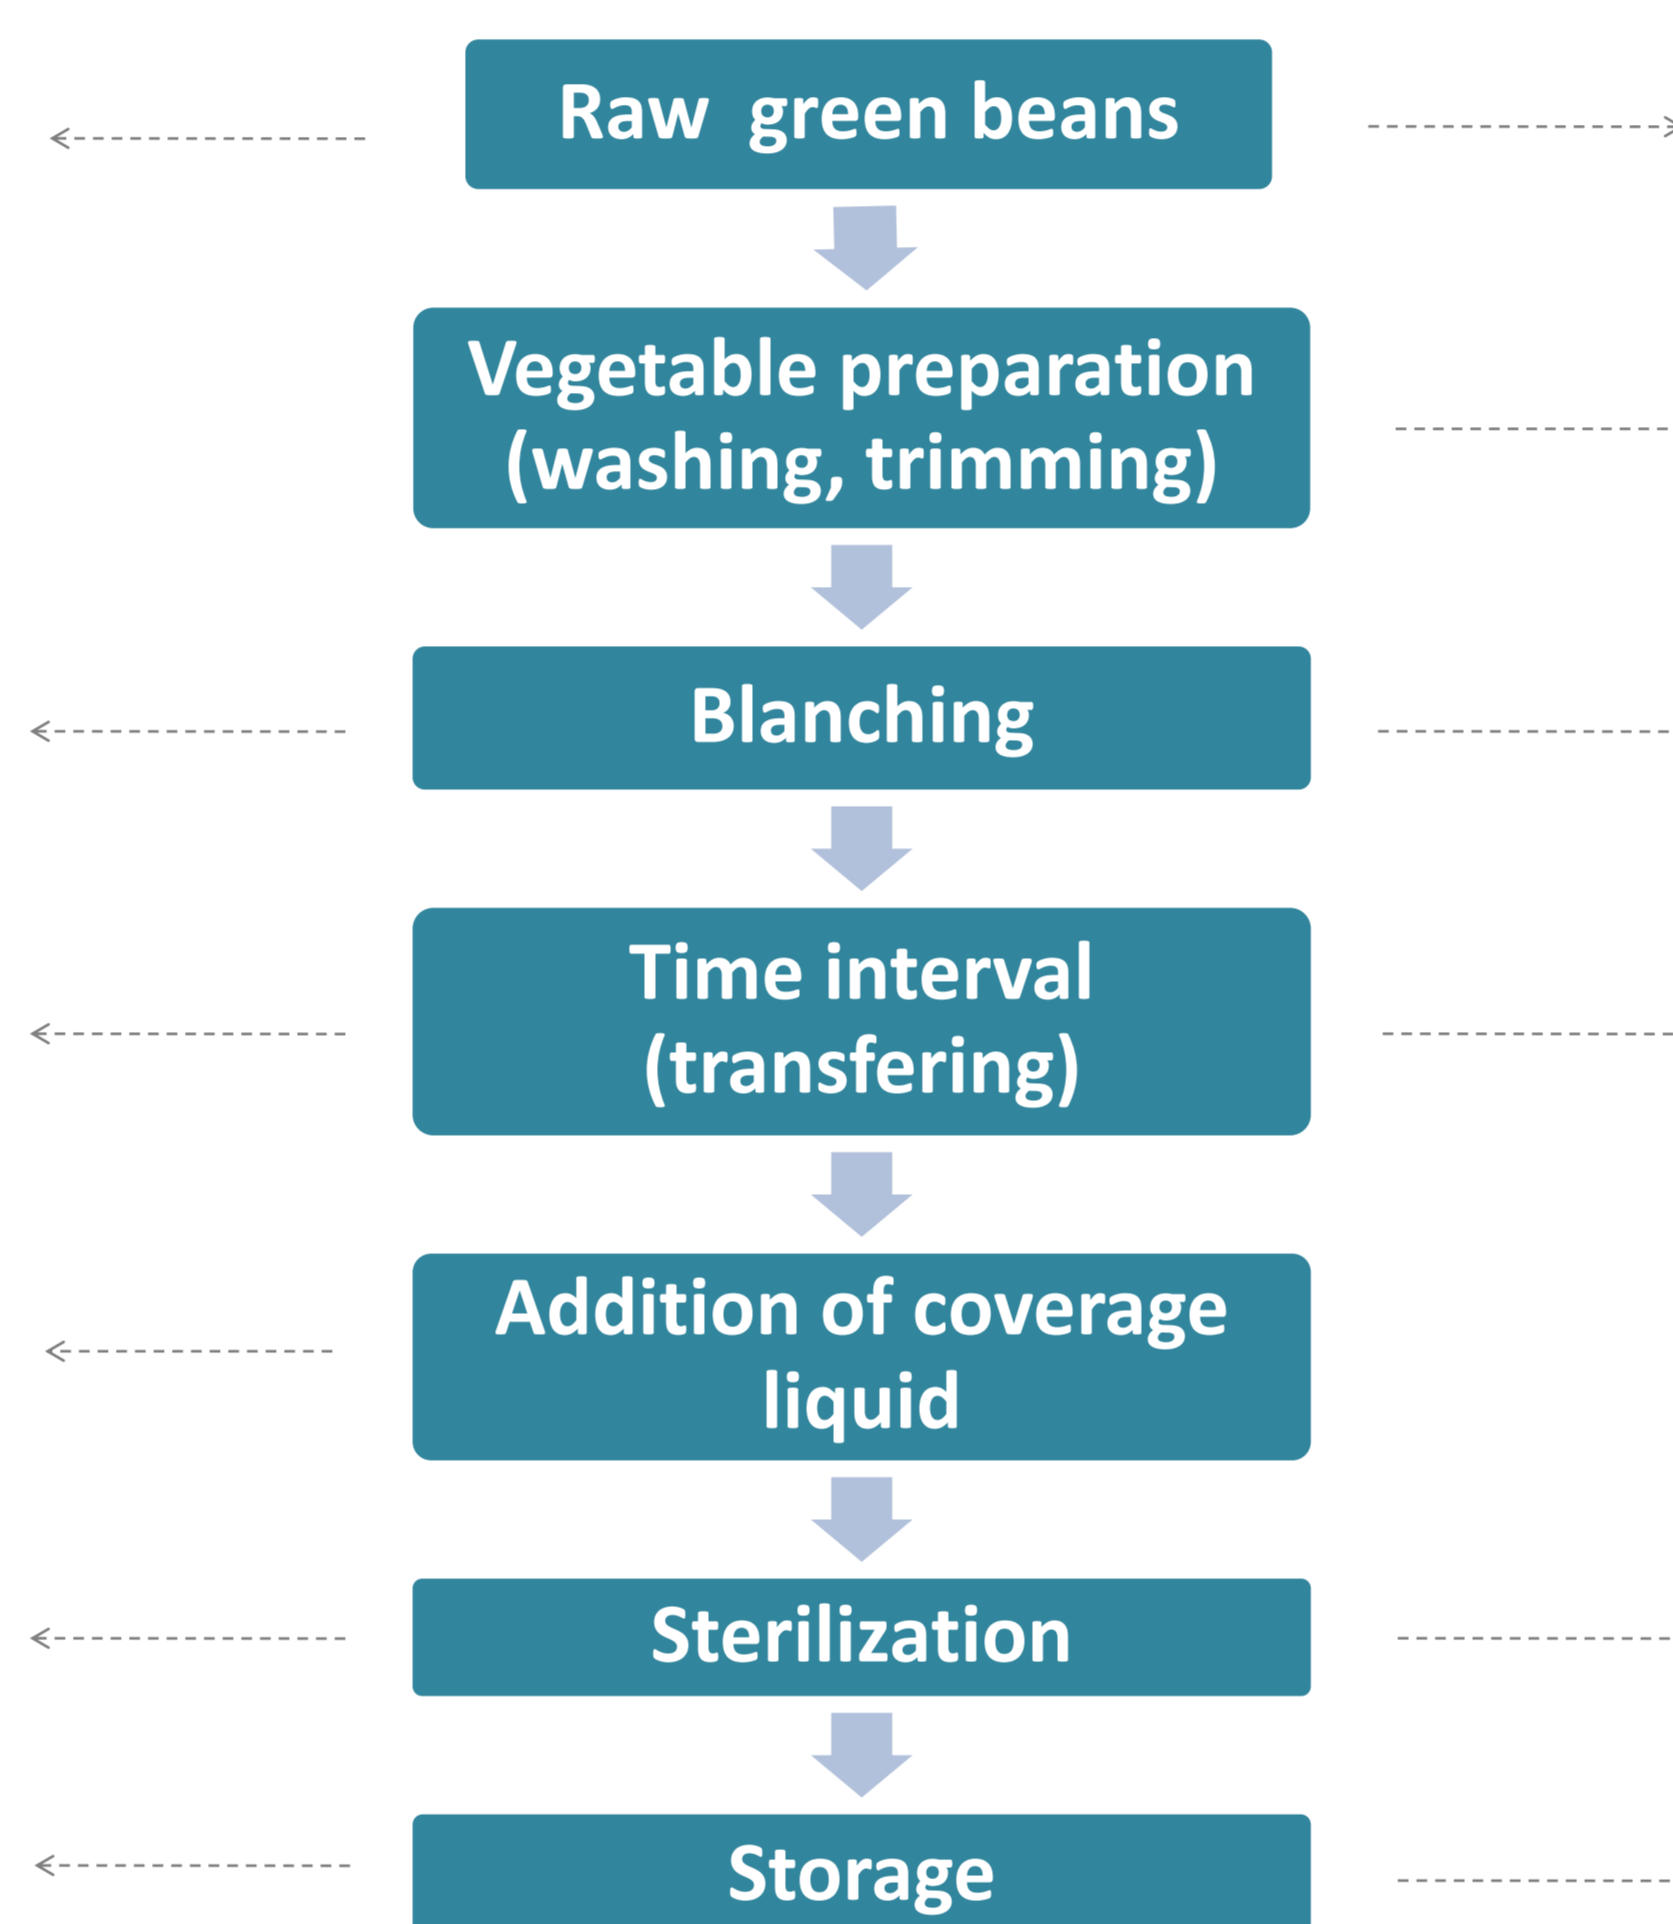 Raw green beans
Vegetable preparation
(washing, trimming)
Blanching
Time interval
(transfering)
Addition of coverage
liquid
Sterilization
Storage